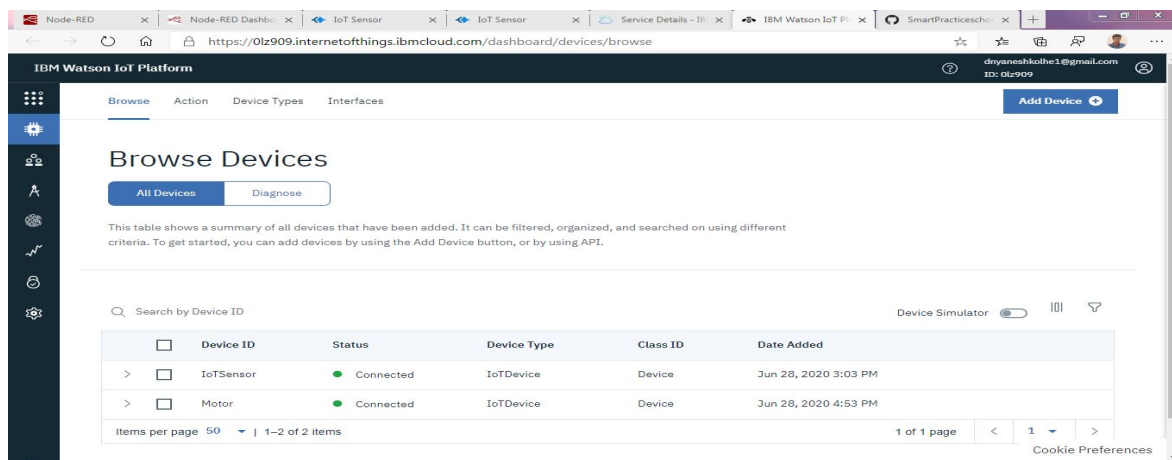 Node-RED
Node-RED Dashbo
IoT Sensor
IoT Sensor
Service Details - IB
IBM Watson IoT Pl
SmartPracticescho
https://0lz909.internetofthings.ibmcloud.com/dashboard/devices/browse
IBM Watson IoT Platform
dnyaneshkolhe1@gmail.com
ID: 0lz909
Browse Action Device Types Interfaces
Add Device
Browse Devices
All Devices Diagnose
This table shows a summary of all devices that have been added. It can be filtered, organized, and searched on using different
criteria. To get started, you can add devices by using the Add Device button, or by using API.
Search by Device ID
Device Simulator
Device ID Status Device Type Class ID Date Added
IoTSensor Connected IoTDevice Device Jun 28, 2020 3:03 PM
Motor Connected IoTDevice Device Jun 28, 2020 4:53 PM
Items per page 50 | 1–2 of 2 items 1 of 1 page < 1 >
Cookie Preferences